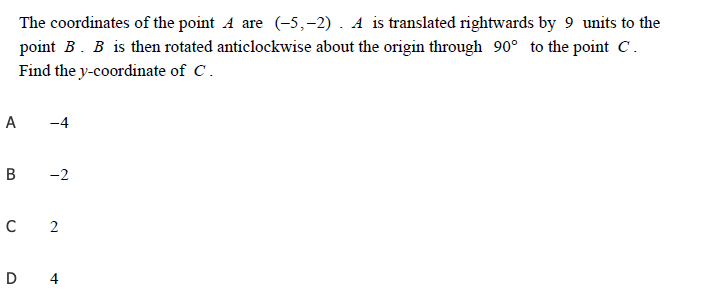 The coordinates of the point A are (−5,−2) . A is translated rightwards by 9 units to the
point B . B is then rotated anticlockwise about the origin through 90° to the point C .
Find the y-coordinate of C .
A −4
B −2
C 2
D 4